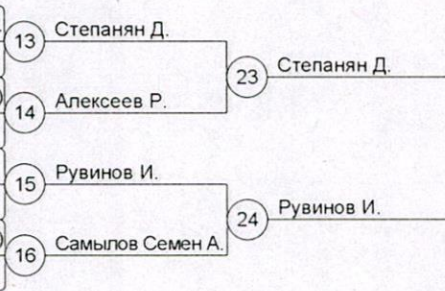 13 Степанян Д.
23 Степанян Д.
14 Алексеев Р.
15 Рувинов И.
24 Рувинов И.
16 Самылов Семен А.